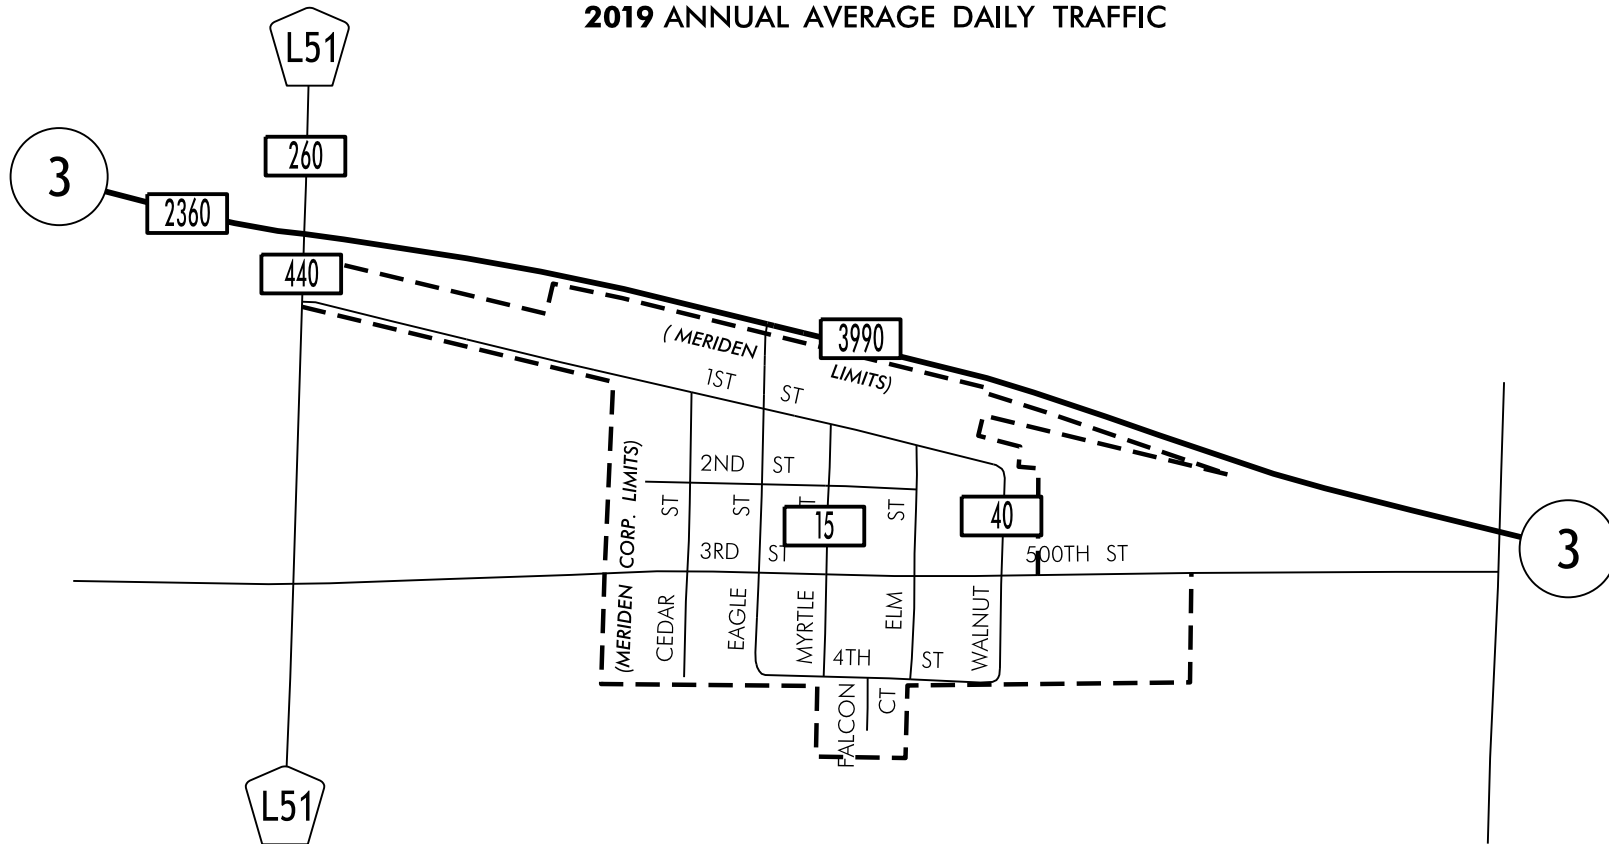 2019 ANNUAL AVERAGE DAILY TRAFFIC
L51
260
3
2360
440
3990
(MERIDEN
LIMITS)
1ST ST
2ND ST
(MERIDEN CORP. LIMITS)
ST
ST
ST
15
40
3RD ST
500TH ST
3
CEDAR
EAGLE
MYRTLE
ELM
WALNUT
4TH ST
FALCON
CT
L51